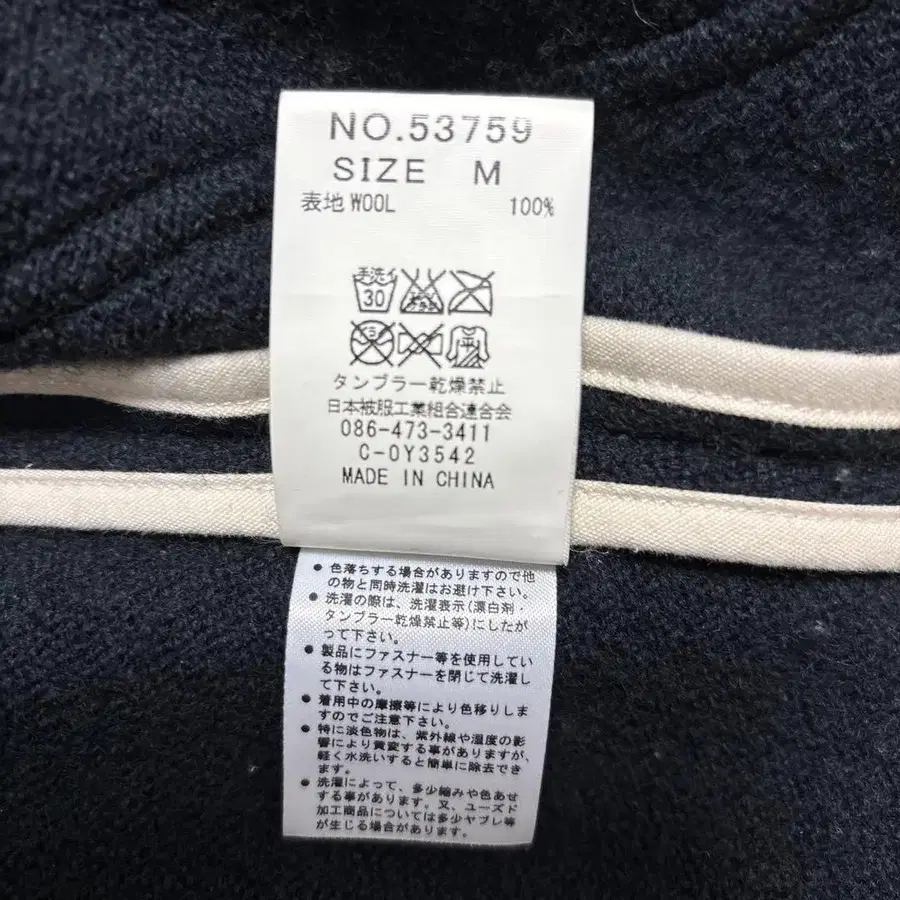 NO.53759
SIZE M
表地 WOOL 100%
手洗イ
30
エンソサラシ
タンブラー乾燥禁止
日本被服工業組合連合会
086-473-3411
C-0Y3542
MADE IN CHINA
● 色落ちする場合がありますので他
の物と同時洗濯はお避け下さい。
● 洗濯の際は、洗濯表示(漂白剤・
タンブラー乾燥禁止等)にしたが
って下さい。
● 製品にファスナー等を使用してい
る物はファスナーを閉じて洗濯し
て下さい。
● 着用中の摩擦等により色移りしま
すのでご注意下さい。
● 特に淡色物は、紫外線や湿度の影
響により黄変する事がありますが、
軽く水洗いすると簡単に除去でき
ます。
● 洗濯によって、多少縮みや色あせ
する事があります。又、ユーズド
加工商品については多少ヤブレ等
が生じる場合があります。